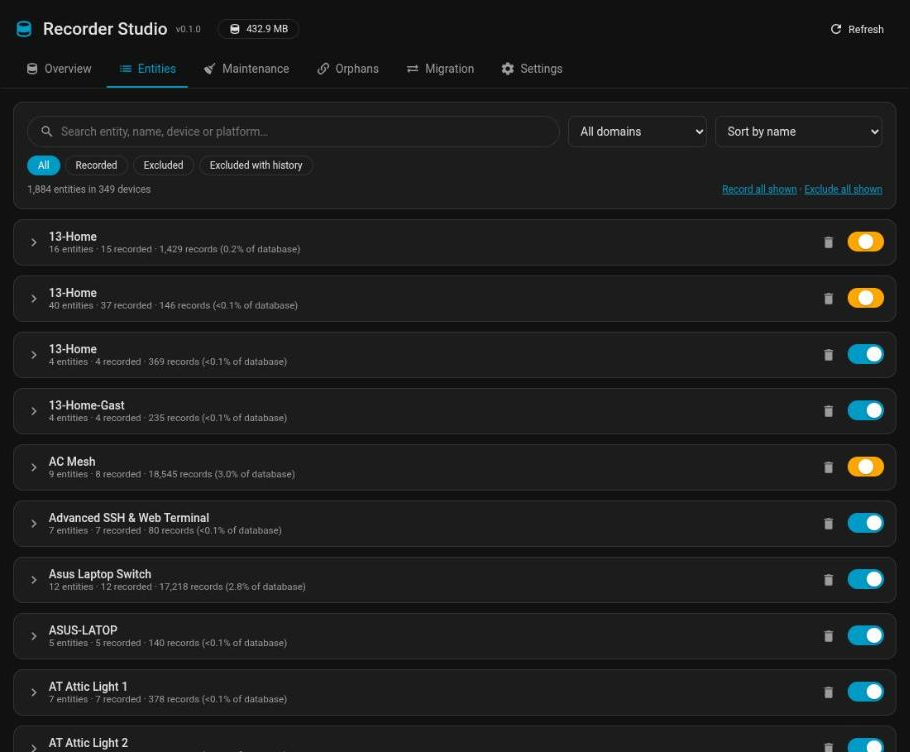 Recorder Studio v0.1.0 432.9 MB Refresh
Overview Entities Maintenance Orphans Migration Settings
Search entity, name, device or platform... All domains Sort by name
All Recorded Excluded Excluded with history
1,884 entities in 349 devices Record all shown · Exclude all shown
13-Home
16 entities · 15 recorded · 1,429 records (0.2% of database)
13-Home
40 entities · 37 recorded · 146 records (<0.1% of database)
13-Home
4 entities · 4 recorded · 369 records (<0.1% of database)
13-Home-Gast
4 entities · 4 recorded · 235 records (<0.1% of database)
AC Mesh
9 entities · 8 recorded · 18,545 records (3.0% of database)
Advanced SSH & Web Terminal
7 entities · 7 recorded · 80 records (<0.1% of database)
Asus Laptop Switch
12 entities · 12 recorded · 17,218 records (2.8% of database)
ASUS-LATOP
5 entities · 5 recorded · 140 records (<0.1% of database)
AT Attic Light 1
7 entities · 7 recorded · 378 records (<0.1% of database)
AT Attic Light 2